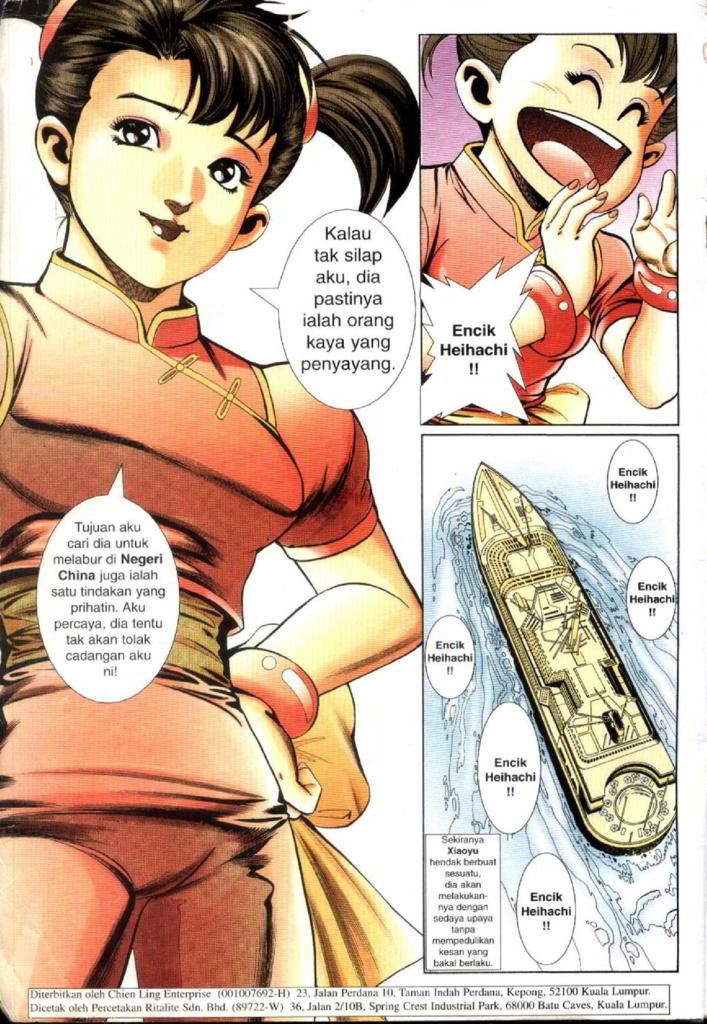 Kalau
tak silap
aku, dia
pastinya
ialah orang
kaya yang
penyayang.
Tujuan aku
cari dia untuk
melabur di Negeri
China juga ialah
satu tindakan yang
prihatin. Aku
percaya, dia tentu
tak akan tolak
cadangan aku
ni!
Encik
Heihachi
!!
Encik
Heihachi
!!
Encik
Heihachi
!!
Encik
Heihachi
!!
Encik
Heihachi
!!
Encik
Heihachi
!!
Sekiranya
Xiaoyu
hendak berbuat
sesuatu,
dia akan
melakukan-
nya dengan
sedaya upaya
tanpa
mempedulikan
kesan yang
bakal berlaku.
Diterbitkan oleh Chien Ling Enterprise (001007692-H) 23, Jalan Perdana 10, Taman Indah Perdana, Kepong, 52100 Kuala Lumpur.
Dicetak oleh Percetakan Ritalite Sdn. Bhd. (89722-W) 36, Jalan 2/10B, Spring Crest Industrial Park, 68000 Batu Caves, Kuala Lumpur.